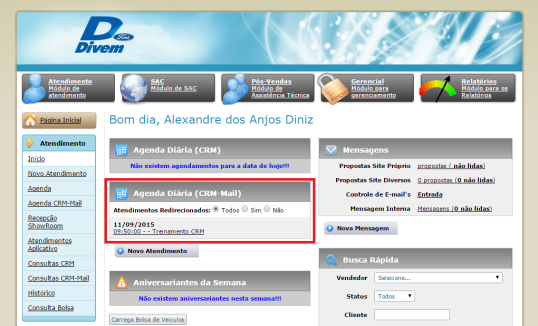 D
Ford
Divem
Atendimento
Módulo de
atendimento
SAC
Módulo de SAC
Pós-Vendas
Módulo de
Assistência Técnica
Gerencial
Módulo para
gerenciamento
Relatórios
Módulo para os
Relatórios
Página Inicial
Atendimento
Início
Novo Atendimento
Agenda
Agenda CRM-Mail
Recepção
ShowRoom
Atendimentos
Aplicativo
Consultas CRM
Consultas CRM-Mail
Histórico
Consulta Bolsa
Bom dia, Alexandre dos Anjos Diniz
Agenda Diária (CRM)
Não existem agendamentos para a data de hoje!!!
Agenda Diária (CRM-Mail)
Atendimentos Redirecionados: Todos Sim Não
11/09/2015
09:50:00 - - Treinamento CRM
Novo Atendimento
Aniversariantes da Semana
Não existem aniversariantes nesta semana!!!
Carrega Bolsa de Veiculos
Mensagens
Propostas Site Próprio propostas ( não lidas)
Propostas Site Diversos 0 propostas (0 não lidas)
Controle de E-mail's Entrada
Mensagem Interna Mensagens (0 não lidas)
Nova Mensagem
Busca Rápida
Vendedor Selecione...
Status Todos
Cliente